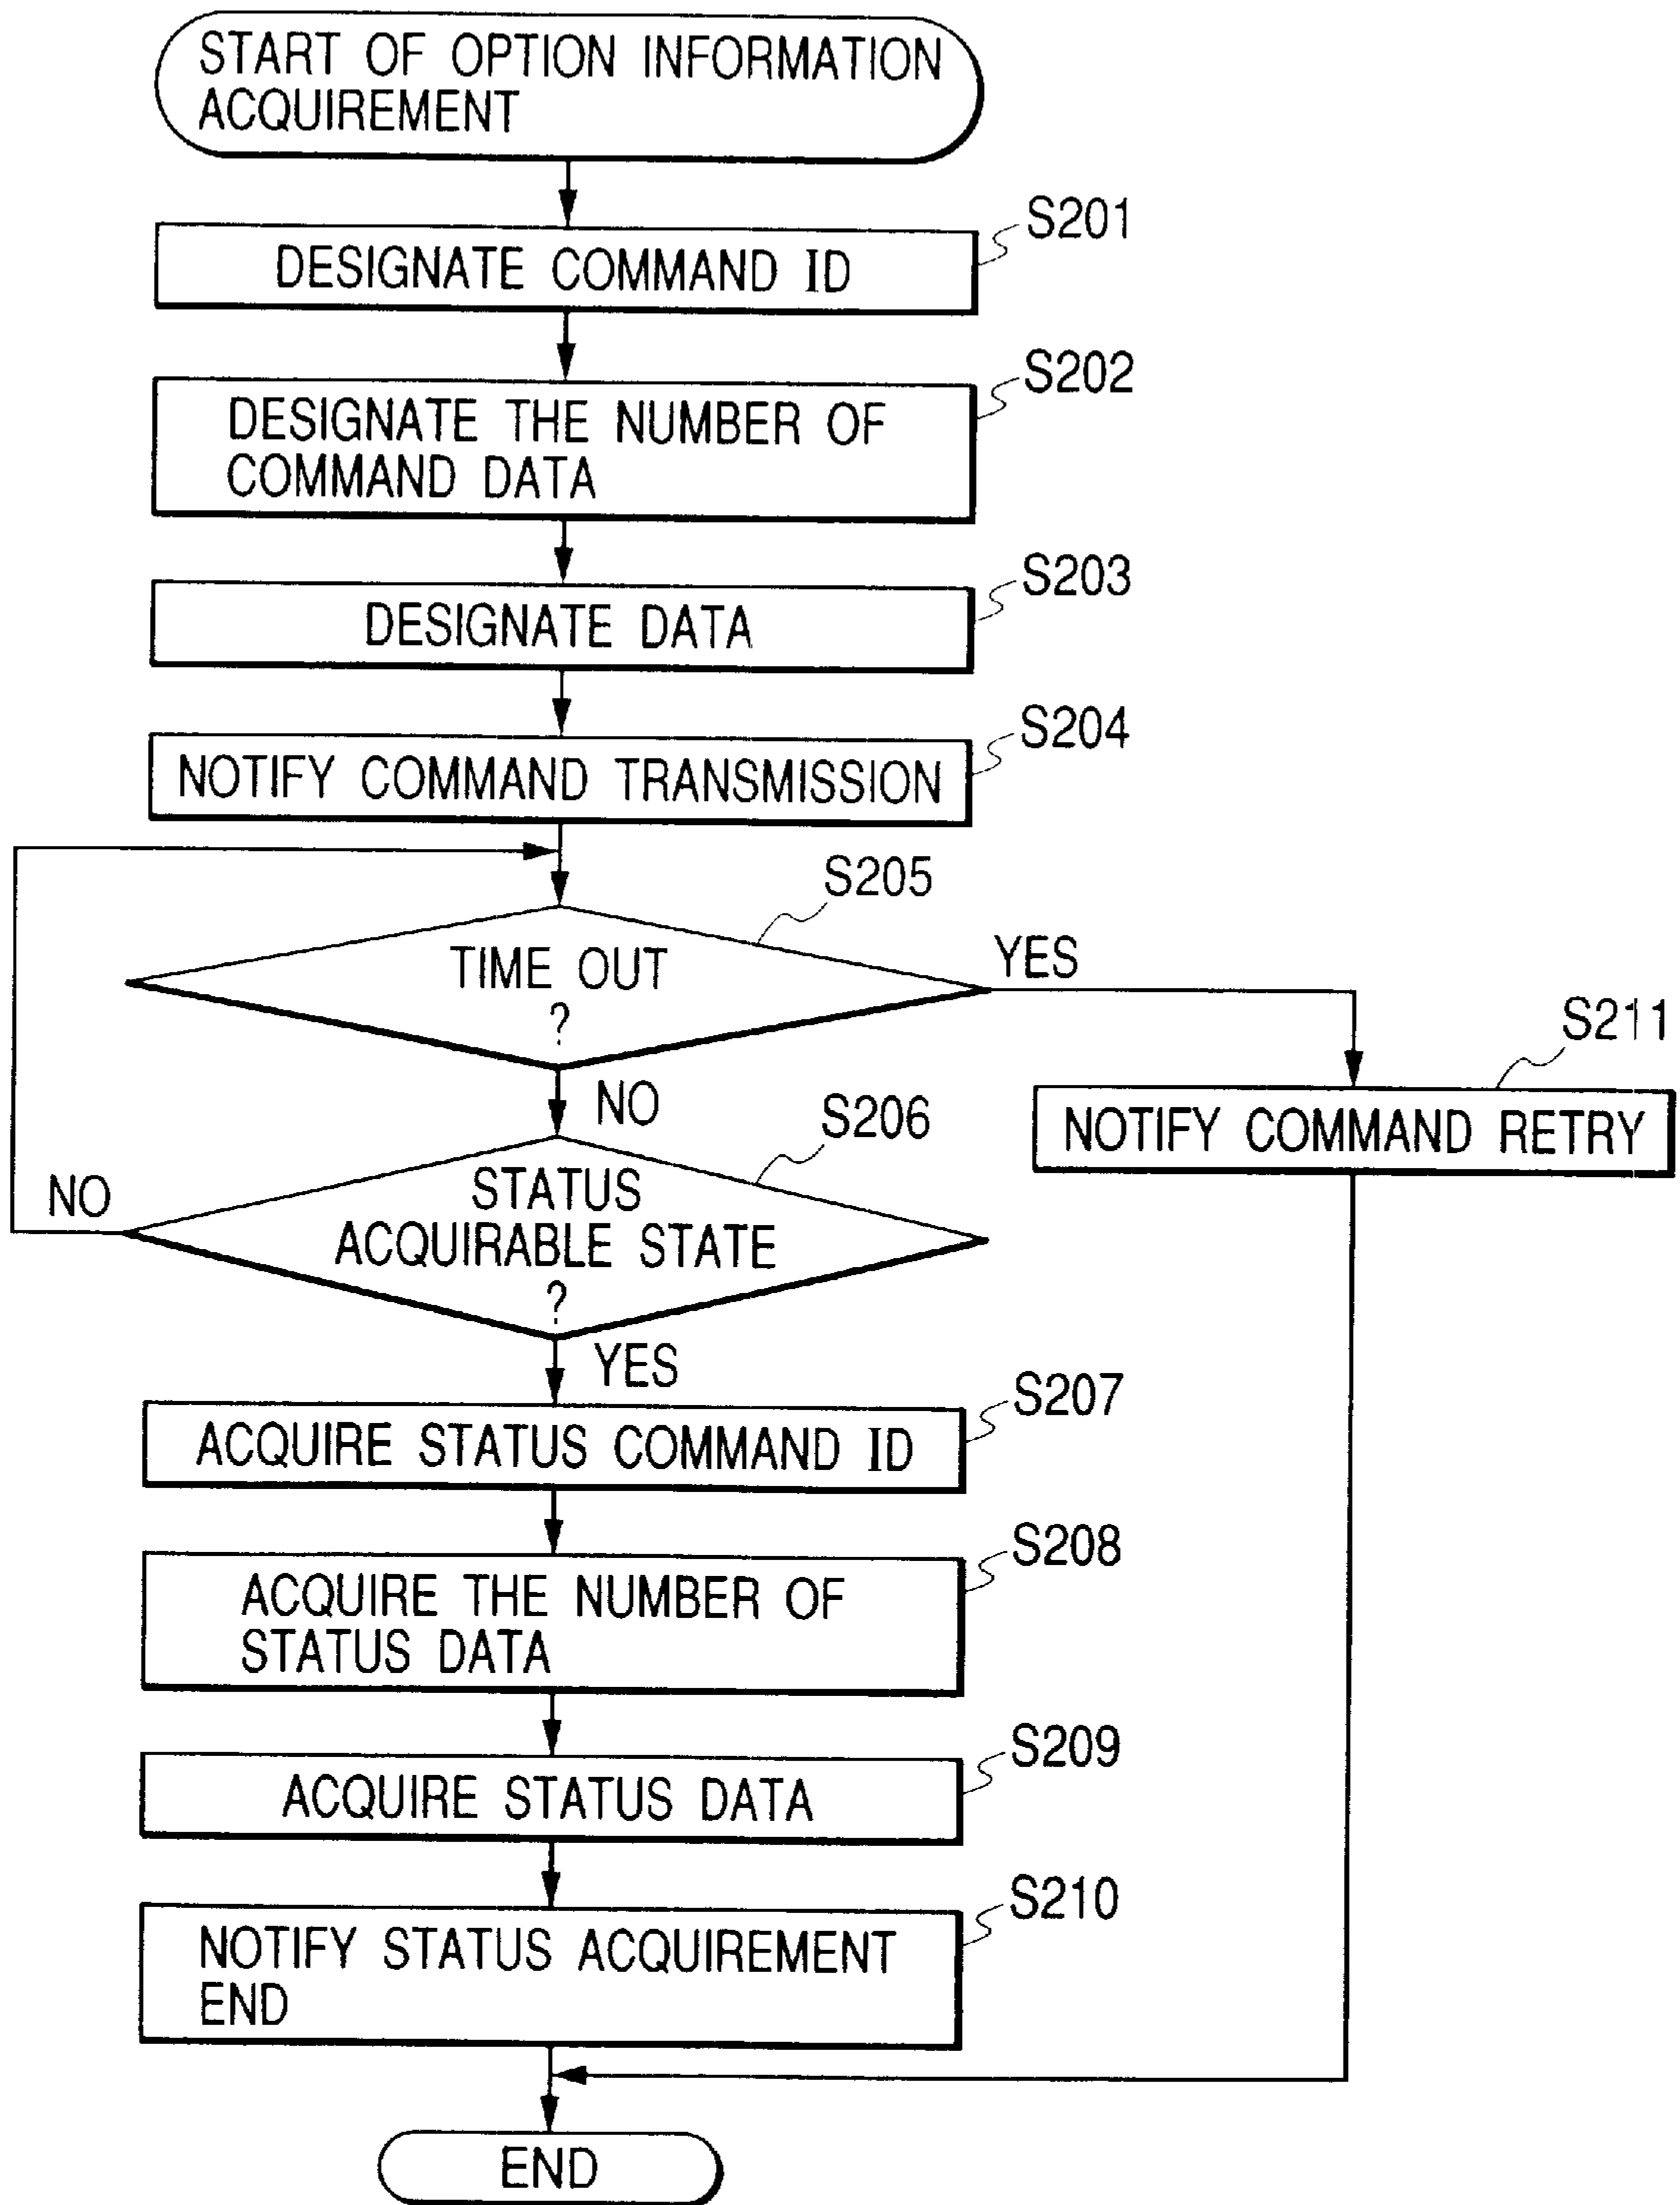 START OF OPTION INFORMATION
ACQUIREMENT
S201
DESIGNATE COMMAND ID
S202
DESIGNATE THE NUMBER OF
COMMAND DATA
S203
DESIGNATE DATA
S204
NOTIFY COMMAND TRANSMISSION
S205
TIME OUT
?
YES
NO
S211
NOTIFY COMMAND RETRY
S206
STATUS
ACQUIRABLE STATE
?
NO
YES
S207
ACQUIRE STATUS COMMAND ID
S208
ACQUIRE THE NUMBER OF
STATUS DATA
S209
ACQUIRE STATUS DATA
S210
NOTIFY STATUS ACQUIREMENT
END
END